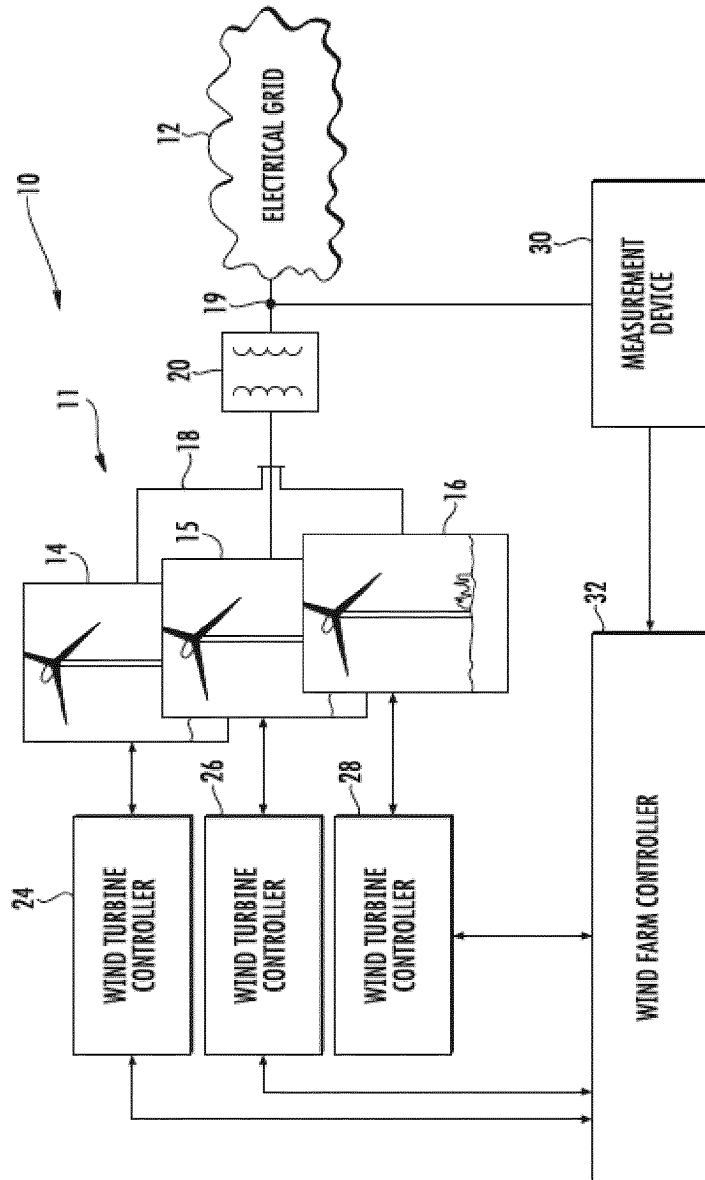 10
11
12
ELECTRICAL GRID
19
20
18
14
15
16
24
WIND TURBINE
CONTROLLER
26
WIND TURBINE
CONTROLLER
28
WIND TURBINE
CONTROLLER
30
MEASUREMENT
DEVICE
32
WIND FARM CONTROLLER